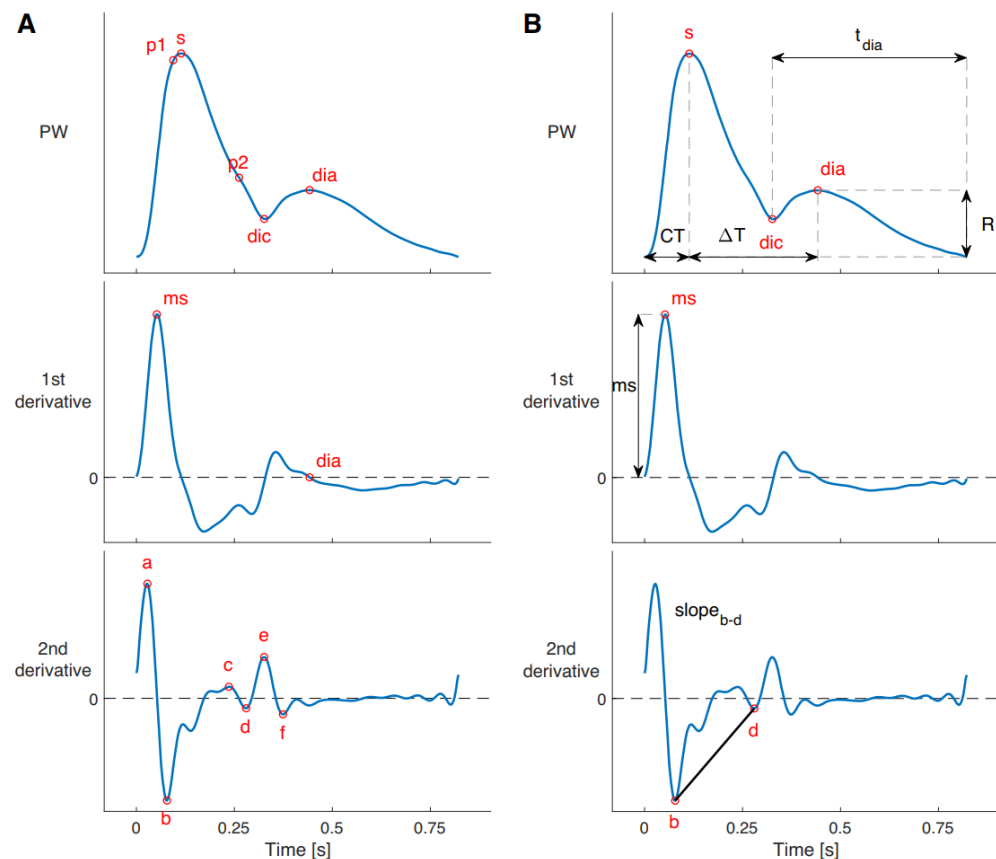 A
p1
s
PW
p2
dia
dic
ms
1st
derivative
dia
0
a
2nd
derivative
e
c
0
d
f
b
0
0.25
0.5
0.75
Time [s]
B
s
t_dia
PW
dia
R
CT
ΔT
dic
ms
1st
derivative
ms
0
slope_b-d
2nd
derivative
0
d
b
0
0.25
0.5
0.75
Time [s]